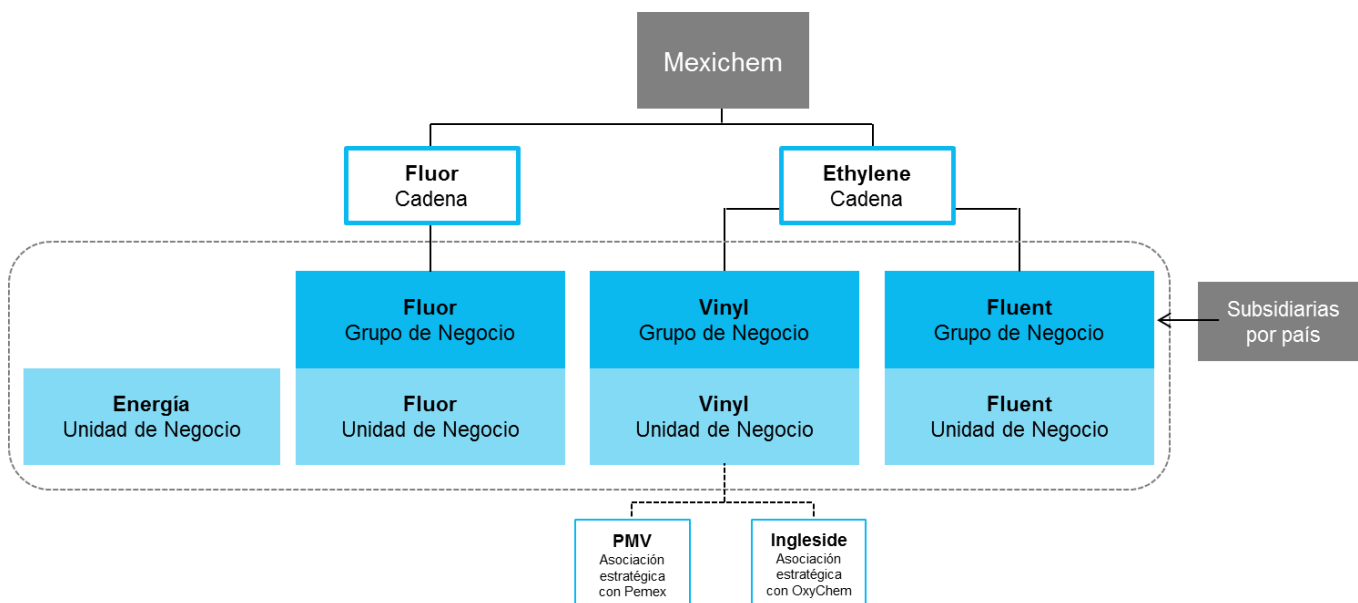 Mexichem
Fluor
Cadena
Ethylene
Cadena
Fluor
Grupo de Negocio
Vinyl
Grupo de Negocio
Fluent
Grupo de Negocio
Subsidiarias
por país
Energía
Unidad de Negocio
Fluor
Unidad de Negocio
Vinyl
Unidad de Negocio
Fluent
Unidad de Negocio
PMV
Asociación
estratégica
con Pemex
Ingleside
Asociación
estratégica
con OxyChem